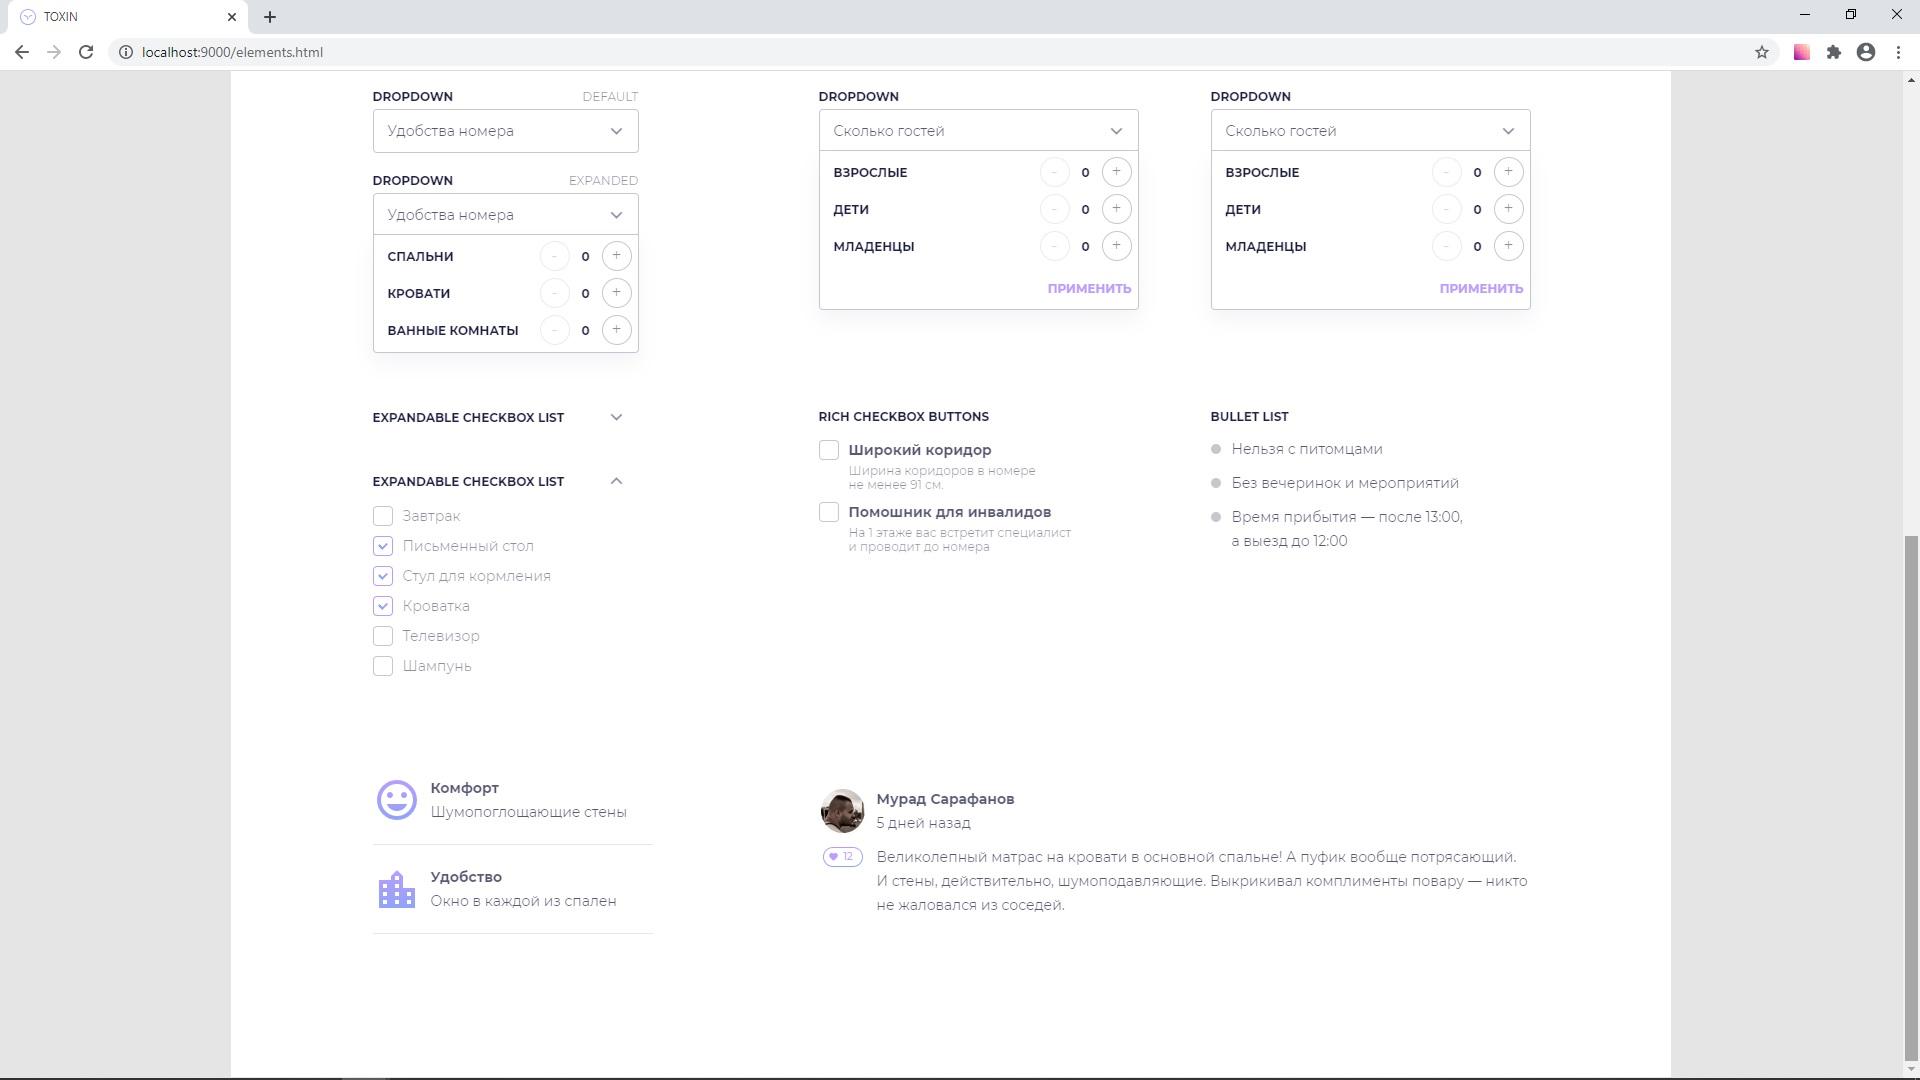 TOXIN
localhost:9000/elements.html
DROPDOWN DEFAULT
Удобства номера
DROPDOWN EXPANDED
Удобства номера
СПАЛЬНИ - 0 +
КРОВАТИ - 0 +
ВАННЫЕ КОМНАТЫ - 0 +
DROPDOWN
Сколько гостей
ВЗРОСЛЫЕ - 0 +
ДЕТИ - 0 +
МЛАДЕНЦЫ - 0 +
ПРИМЕНИТЬ
DROPDOWN
Сколько гостей
ВЗРОСЛЫЕ - 0 +
ДЕТИ - 0 +
МЛАДЕНЦЫ - 0 +
ПРИМЕНИТЬ
EXPANDABLE CHECKBOX LIST
EXPANDABLE CHECKBOX LIST
Завтрак
Письменный стол
Стул для кормления
Кроватка
Телевизор
Шампунь
RICH CHECKBOX BUTTONS
Широкий коридор
Ширина коридоров в номере
не менее 91 см.
Помошник для инвалидов
На 1 этаже вас встретит специалист
и проводит до номера
BULLET LIST
Нельзя с питомцами
Без вечеринок и мероприятий
Время прибытия — после 13:00,
а выезд до 12:00
Комфорт
Шумопоглощающие стены
Удобство
Окно в каждой из спален
Мурад Сарафанов
5 дней назад
12
Великолепный матрас на кровати в основной спальне! А пуфик вообще потрясающий.
И стены, действительно, шумоподавляющие. Выкрикивал комплименты повару — никто
не жаловался из соседей.